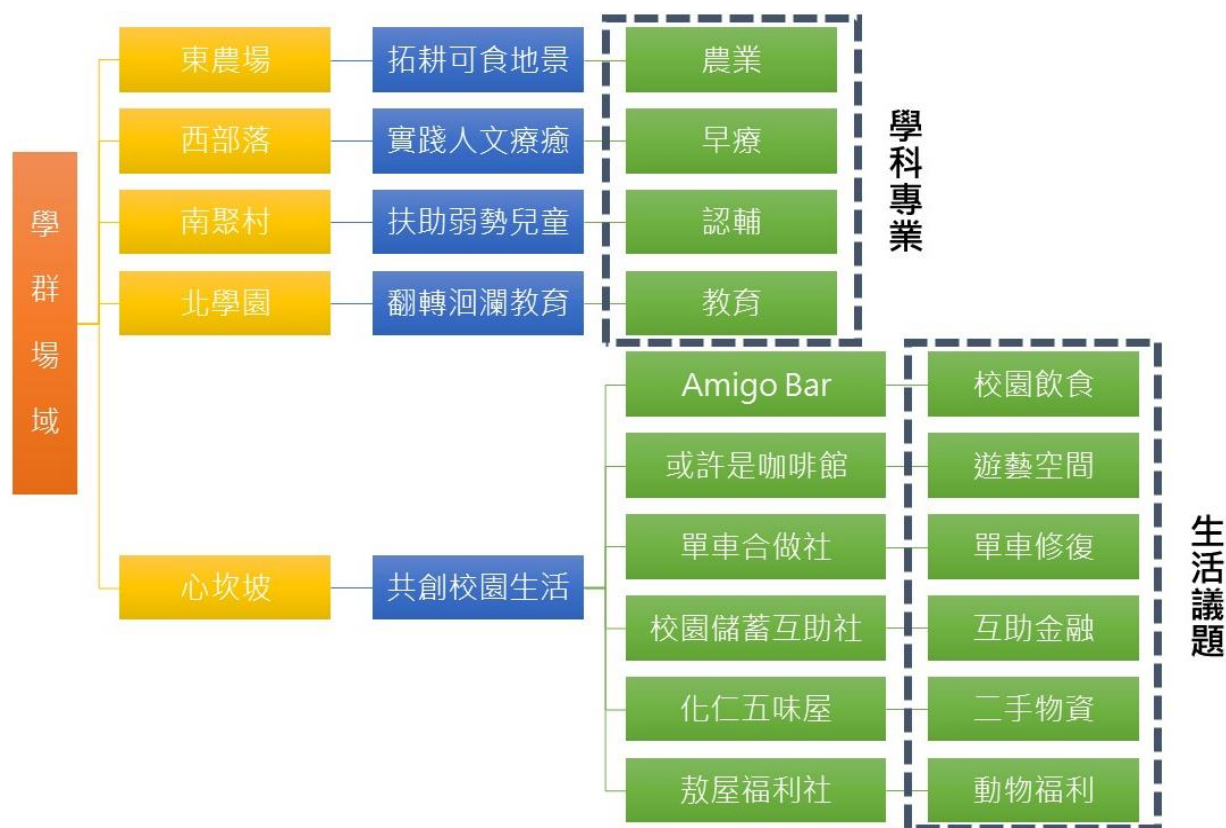 學群場域
東農場
拓耕可食地景
農業
西部落
實踐人文療癒
早療
南聚村
扶助弱勢兒童
認輔
北學園
翻轉洄瀾教育
教育
學科專業
心坎坡
共創校園生活
Amigo Bar
校園飲食
或許是咖啡館
遊藝空間
單車合做社
單車修復
校園儲蓄互助社
互助金融
化仁五味屋
二手物資
敖屋福利社
動物福利
生活議題